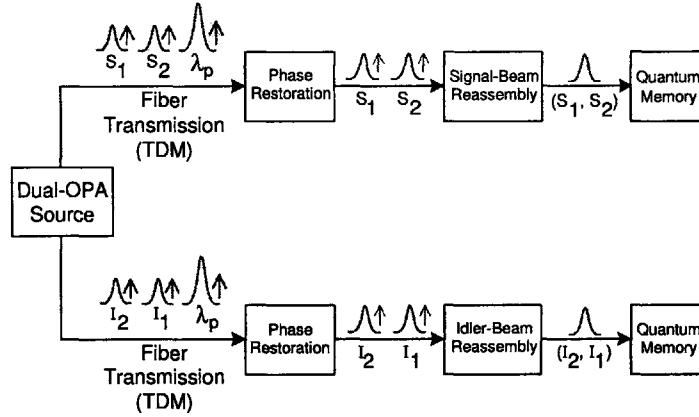 S1 S2 λp
Fiber
Transmission
(TDM)
Phase
Restoration
S1 S2
Signal-Beam
Reassembly
(S1, S2)
Quantum
Memory
Dual-OPA
Source
I2 I1 λp
Fiber
Transmission
(TDM)
Phase
Restoration
I2 I1
Idler-Beam
Reassembly
(I2, I1)
Quantum
Memory